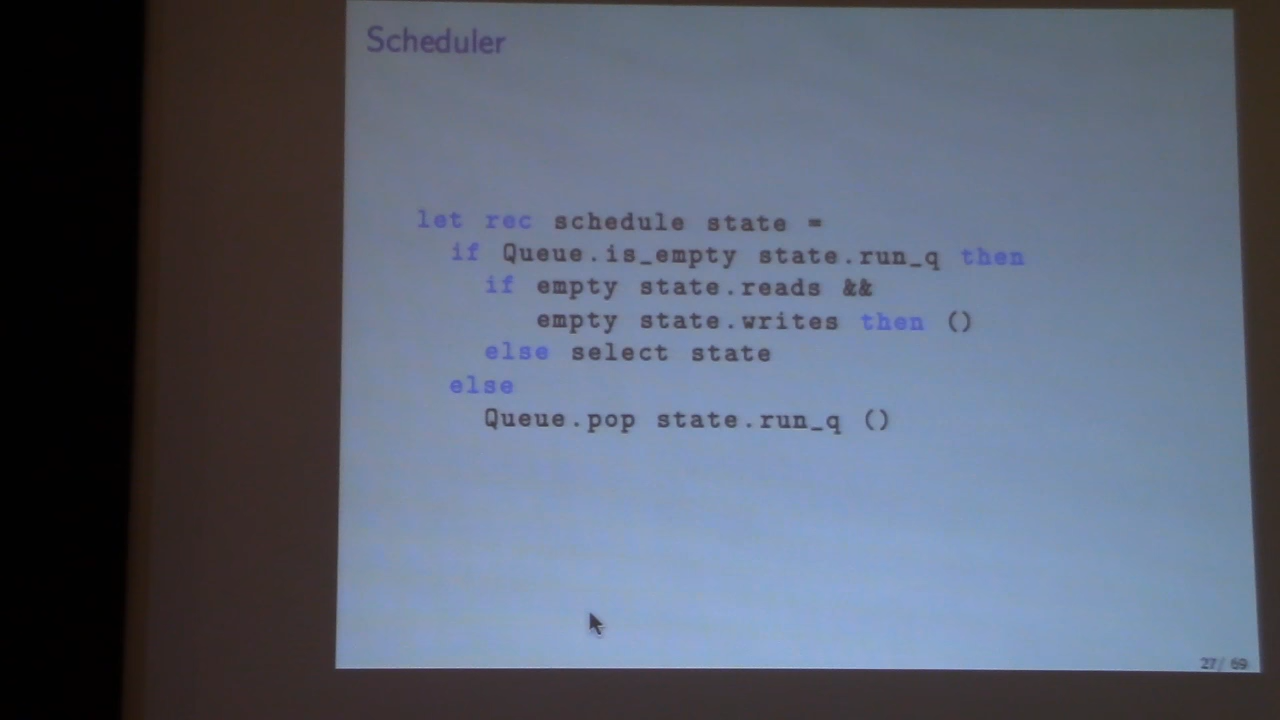 Scheduler
let rec schedule state =
if Queue.is_empty state.run_q then
if empty state.reads &&
empty state.writes then ()
else select state
else
Queue.pop state.run_q ()
27/ 69